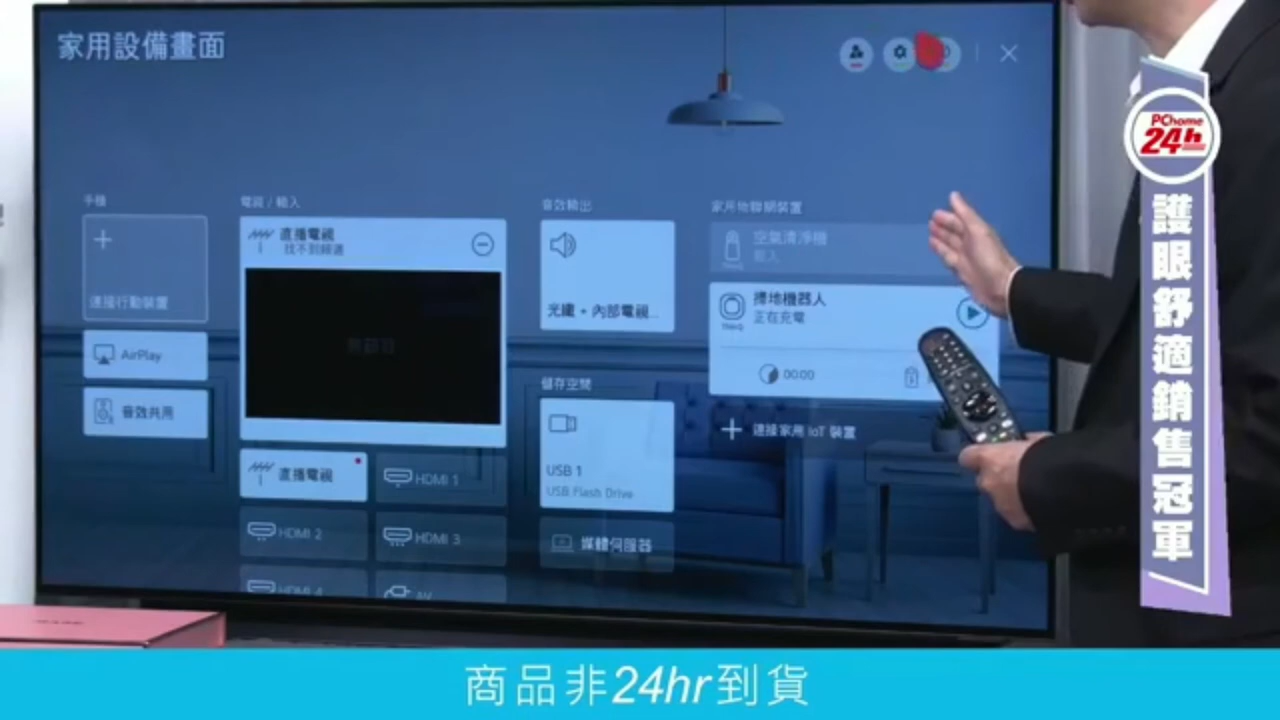 家用設備畫面
手機
電視 / 輸入
音效輸出
家用物聯網裝置
連接行動裝置
AirPlay
音效共用
直播電視
找不到頻道
直播電視
HDMI 1
HDMI 2
HDMI 3
HDMI 4
AV
光纖 + 內部電視...
儲存空間
USB 1
USB Flash Drive
媒體伺服器
空氣清淨機
掃地機器人
正在充電
00:00
連接家用 IoT 裝置
PChome
24h
護眼舒適銷售冠軍
商品非24hr到貨